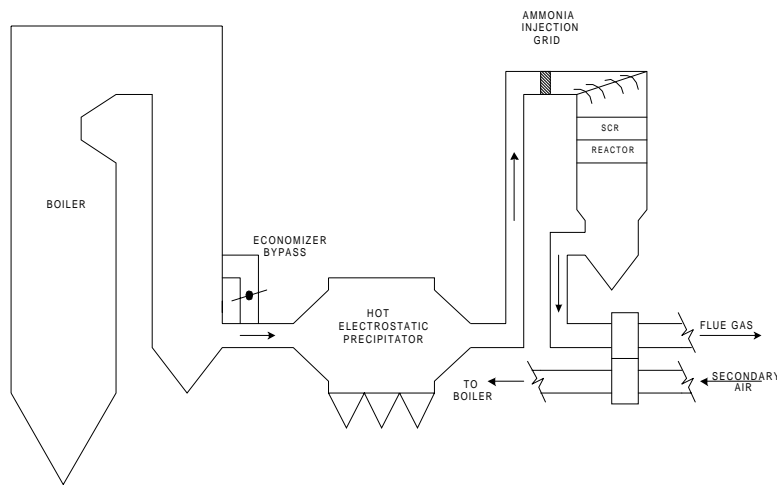 AMMONIA
INJECTION
GRID
SCR
REACTOR
BOILER
ECONOMIZER
BYPASS
HOT
ELECTROSTATIC
PRECIPITATOR
FLUE GAS
TO
BOILER
SECONDARY
AIR